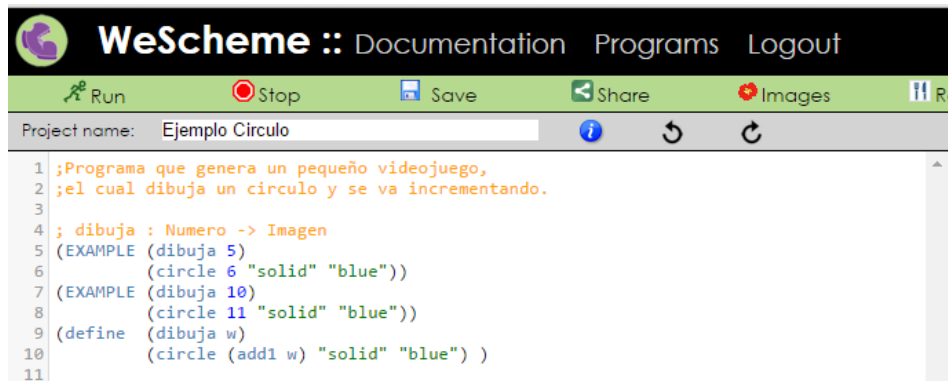 WeScheme :: Documentation Programs Logout
Run Stop Save Share Images R
Project name: Ejemplo Circulo
1 ;Programa que genera un pequeño videojuego,
2 ;el cual dibuja un circulo y se va incrementando.
3
4 ; dibuja : Numero -> Imagen
5 (EXAMPLE (dibuja 5)
6 (circle 6 "solid" "blue"))
7 (EXAMPLE (dibuja 10)
8 (circle 11 "solid" "blue"))
9 (define (dibuja w)
10 (circle (add1 w) "solid" "blue") )
11